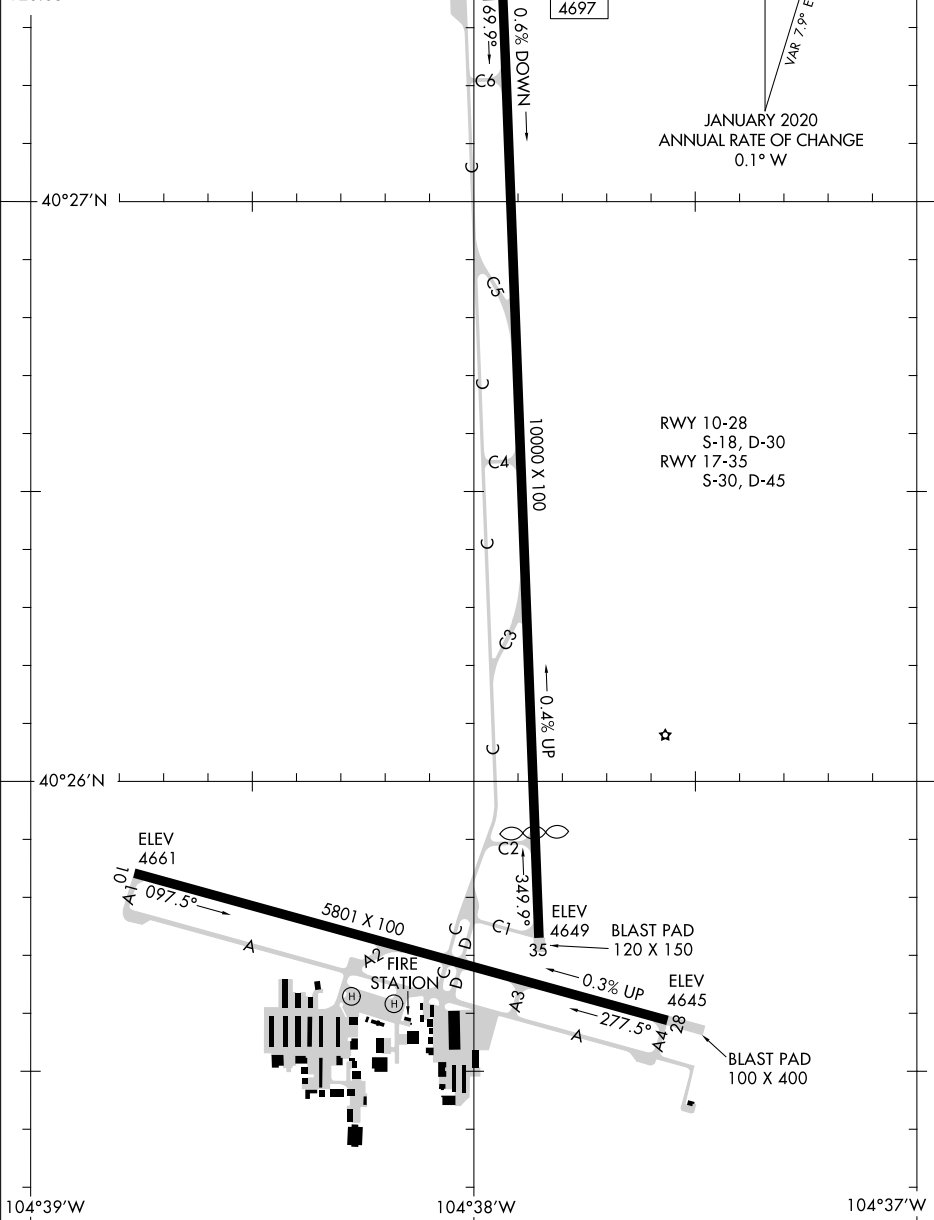 4697
VAR 7.9° E
JANUARY 2020
ANNUAL RATE OF CHANGE
0.1° W
69.9°
0.6% DOWN
C6
C
40°27'N
C5
C
10000 X 100
C4
RWY 10-28
S-18, D-30
RWY 17-35
S-30, D-45
C
C3
0.4% UP
C
40°26'N
C2
349.9°
ELEV
4661
10
A1
097.5°
5801 X 100
A
A2
C
D
C1
35
ELEV
4649
BLAST PAD
120 X 150
FIRE
STATION
H
H
C
D
0.3% UP
277.5°
A3
A
A4
28
ELEV
4645
BLAST PAD
100 X 400
104°39'W
104°38'W
104°37'W